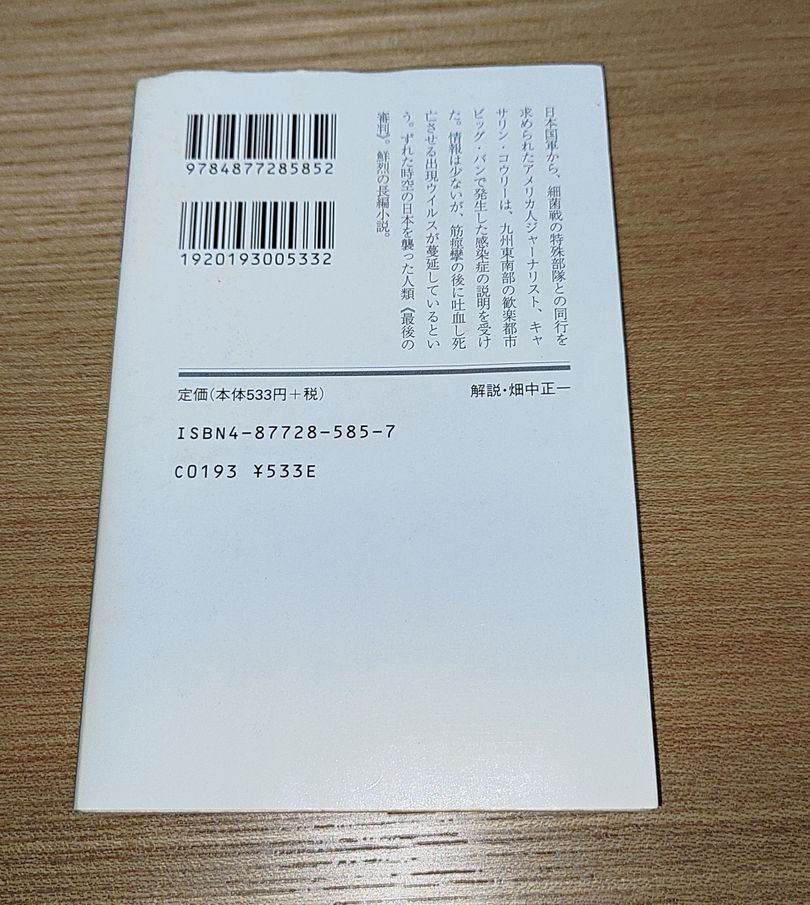 日本国軍から、細菌戦の特殊部隊との同行を
求められたアメリカ人ジャーナリスト、キャ
サリン・コウリーは、九州東南部の歓楽都市
ビッグ・バンで発生した感染症の説明を受け
た。情報は少ないが、筋痙攣の後に吐血し死
亡させる出現ウイルスが蔓延しているとい
う。ずれた時空の日本を襲った人類《最後の
審判》。鮮烈の長編小説。
9784877285852
1920193005332
定価(本体533円+税)
解説・畑中正一
ISBN4-87728-585-7
C0193 ¥533E